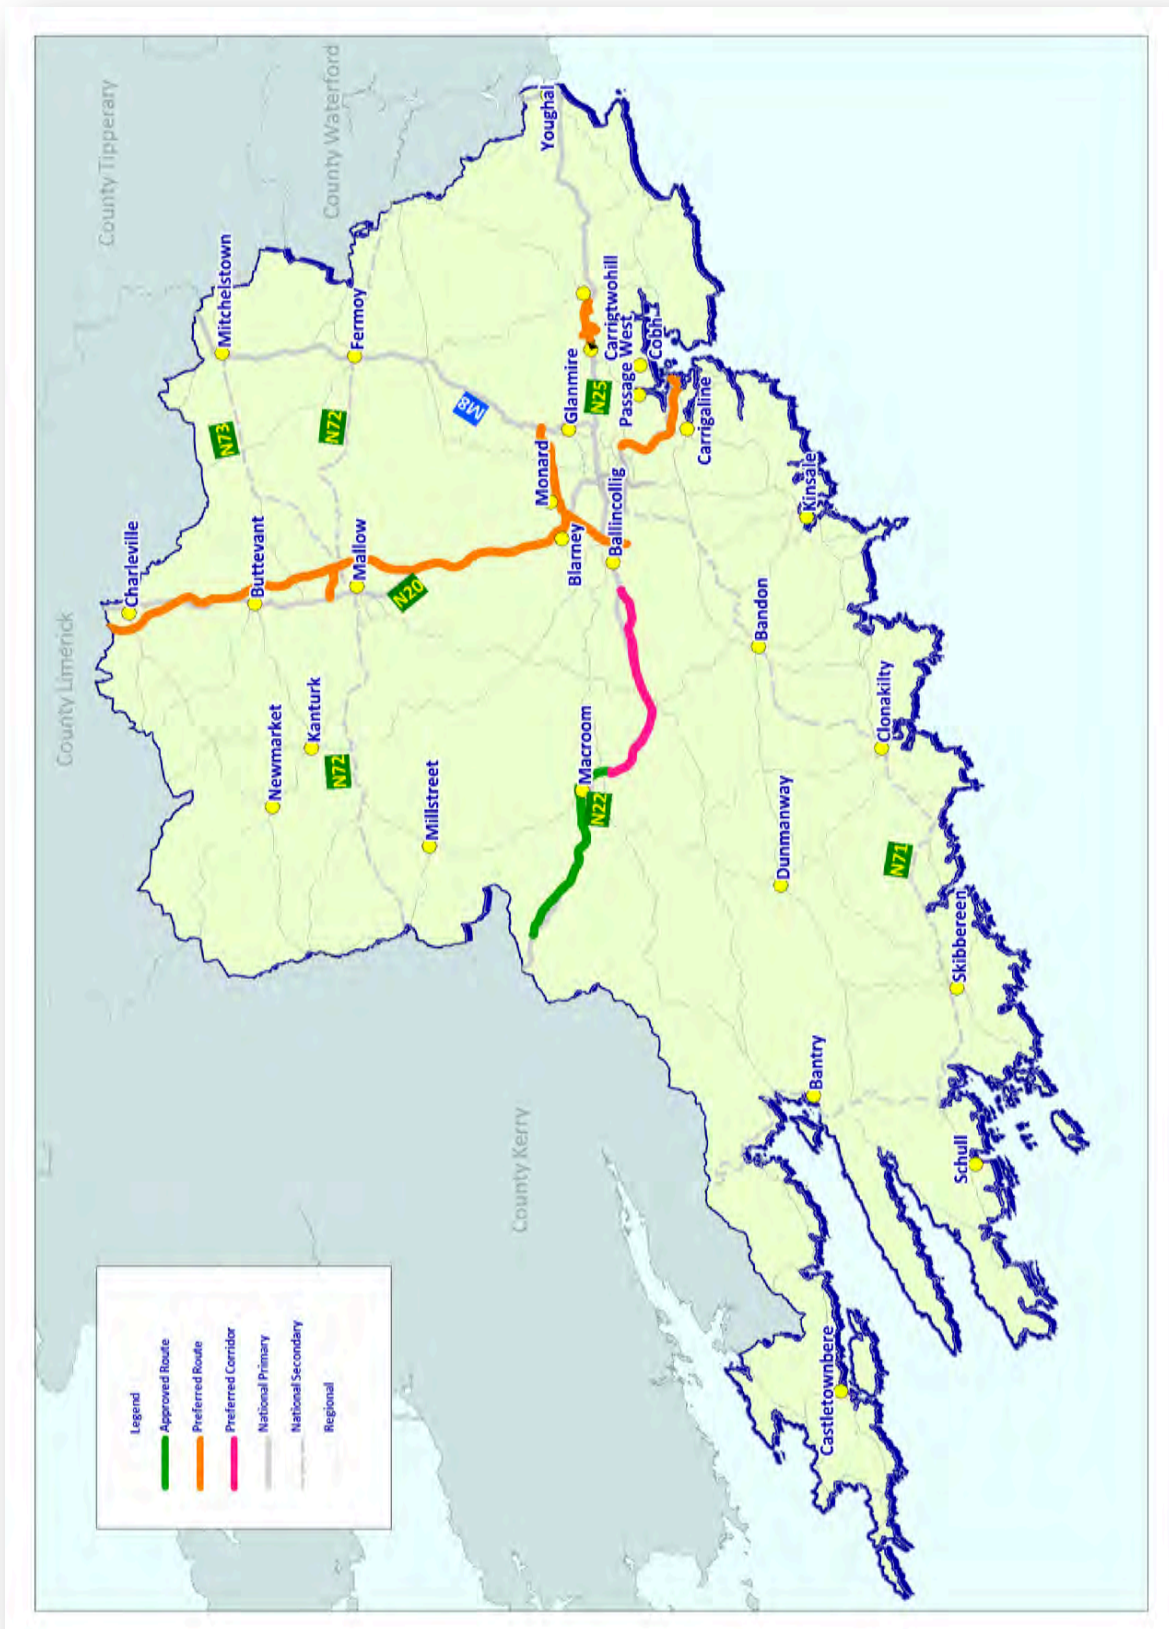 County Limerick
County Tipperary
County Waterford
County Kerry
Charleville
Mitchelstown
N73
Buttevant
Newmarket
Kanturk
N72
Fermoy
N72
Mallow
N20
M8
Millstreet
Youghal
Monard
Glanmire
Blarney
N25
Carrigtwohill
Passage
West
Cobh
Ballincollig
Carrigaline
Macroom
N22
Kinsale
Bandon
Dunmanway
Clonakilty
N71
Skibbereen
Bantry
Schull
Castletownbere
Legend
Approved Route
Preferred Route
Preferred Corridor
National Primary
National Secondary
Regional